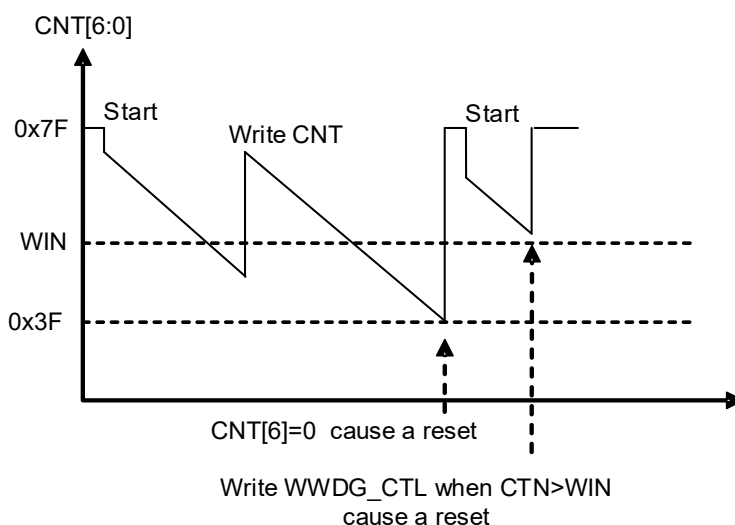 CNT[6:0]
Start
Start
0x7F
Write CNT
WIN
0x3F
CNT[6]=0 cause a reset
Write WWDG_CTL when CTN>WIN
cause a reset